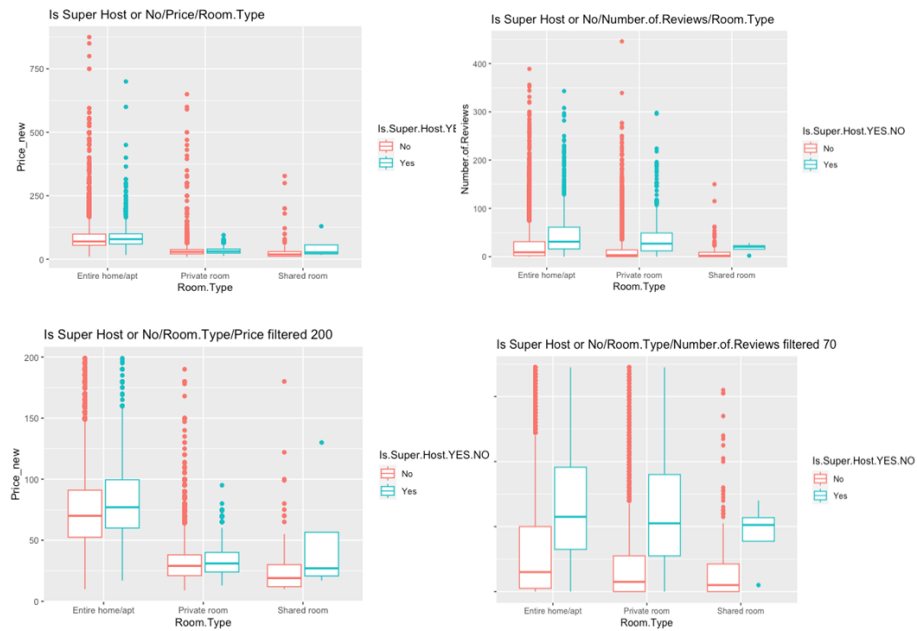 Is Super Host or No/Price/Room.Type
750
500
250
0
Price_new
Entire home/apt
Private room
Shared room
Room.Type
Is.Super.Host.YE
No
Yes
Is Super Host or No/Number.of.Reviews/Room.Type
400
300
200
100
0
Number.of.Reviews
Entire home/apt
Private room
Shared room
Room.Type
Is.Super.Host.YES.NO
No
Yes
Is Super Host or No/Room.Type/Price filtered 200
200
150
100
50
0
Price_new
Entire home/apt
Private room
Shared room
Room.Type
Is.Super.Host.YES.NO
No
Yes
Is Super Host or No/Room.Type/Number.of.Reviews filtered 70
Entire home/apt
Private room
Shared room
Room.Type
Is.Super.Host.YES.NO
No
Yes